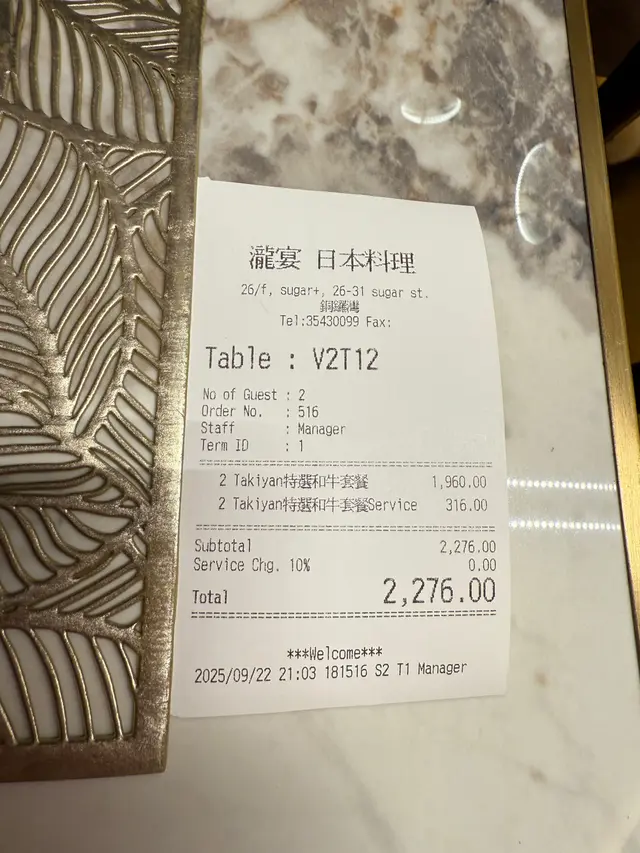 瀧宴 日本料理
26/f, sugar+, 26-31 sugar st.
銅鑼灣
Tel:35430099 Fax:
Table : V2T12
No of Guest : 2
Order No. : 516
Staff : Manager
Term ID : 1
2 Takiyan特選和牛套餐 1,960.00
2 Takiyan特選和牛套餐Service 316.00
Subtotal 2,276.00
Service Chg. 10% 0.00
Total 2,276.00
***Welcome***
2025/09/22 21:03 181516 S2 T1 Manager